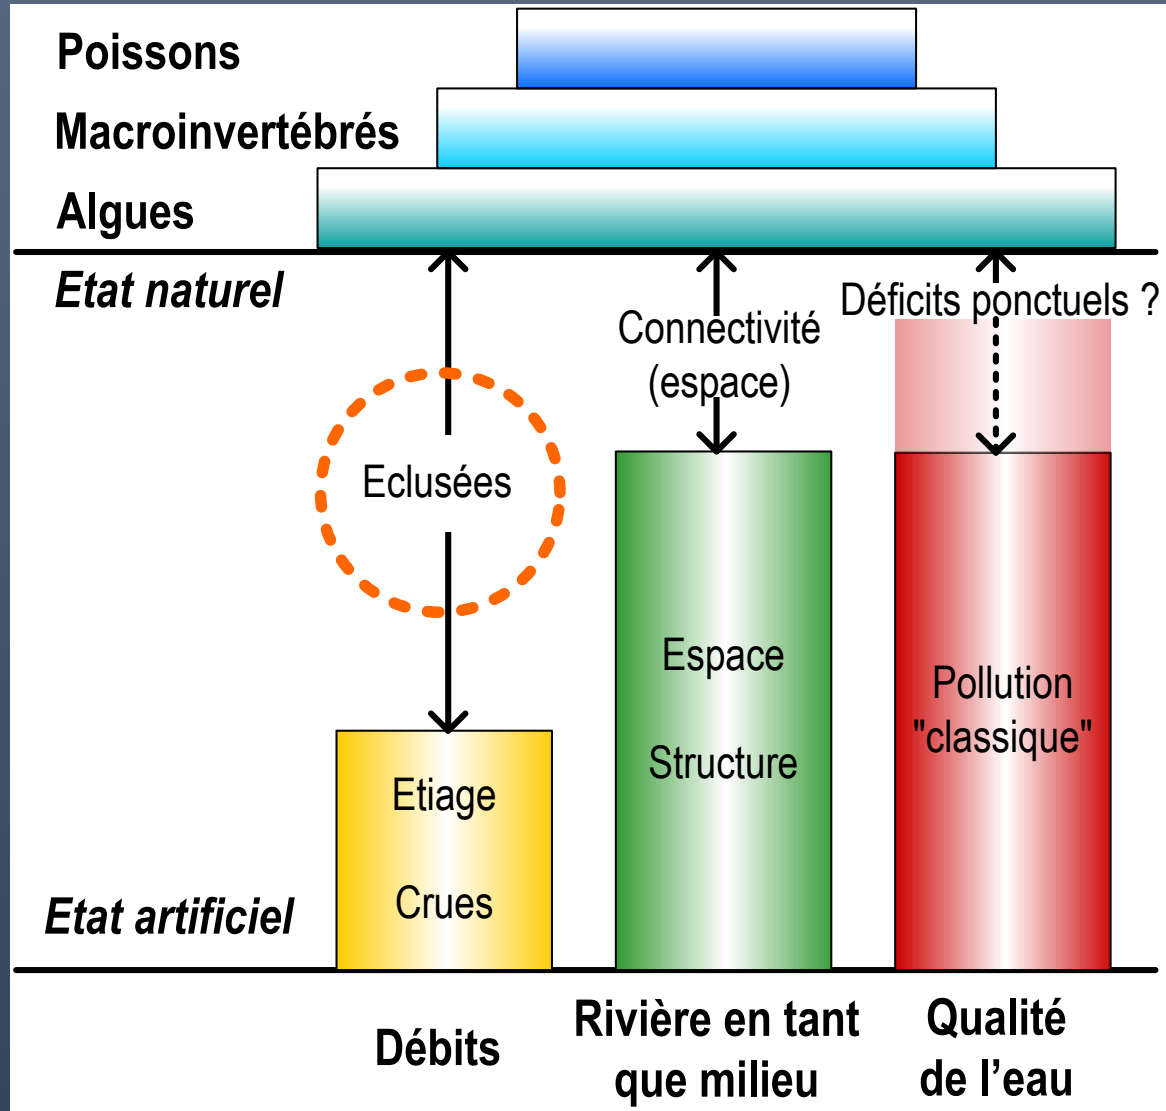 Poissons
Macroinvertébrés
Algues
Etat naturel
Déficits ponctuels ?
Connectivité
(espace)
Eclusées
Espace
Structure
Pollution
"classique"
Etiage
Crues
Etat artificiel
Débits
Rivière en tant
que milieu
Qualité
de l’eau